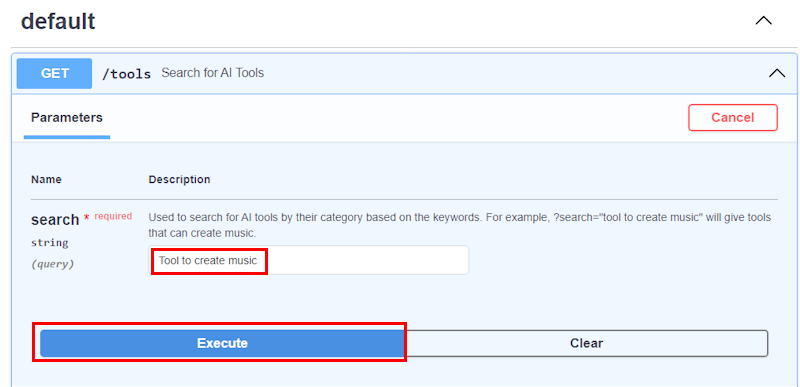 default
GET /tools Search for AI Tools
Parameters Cancel
Name Description
search * required Used to search for AI tools by their category based on the keywords. For example, ?search="tool to create music" will give tools
that can create music.
string
(query)
Tool to create music
Execute Clear